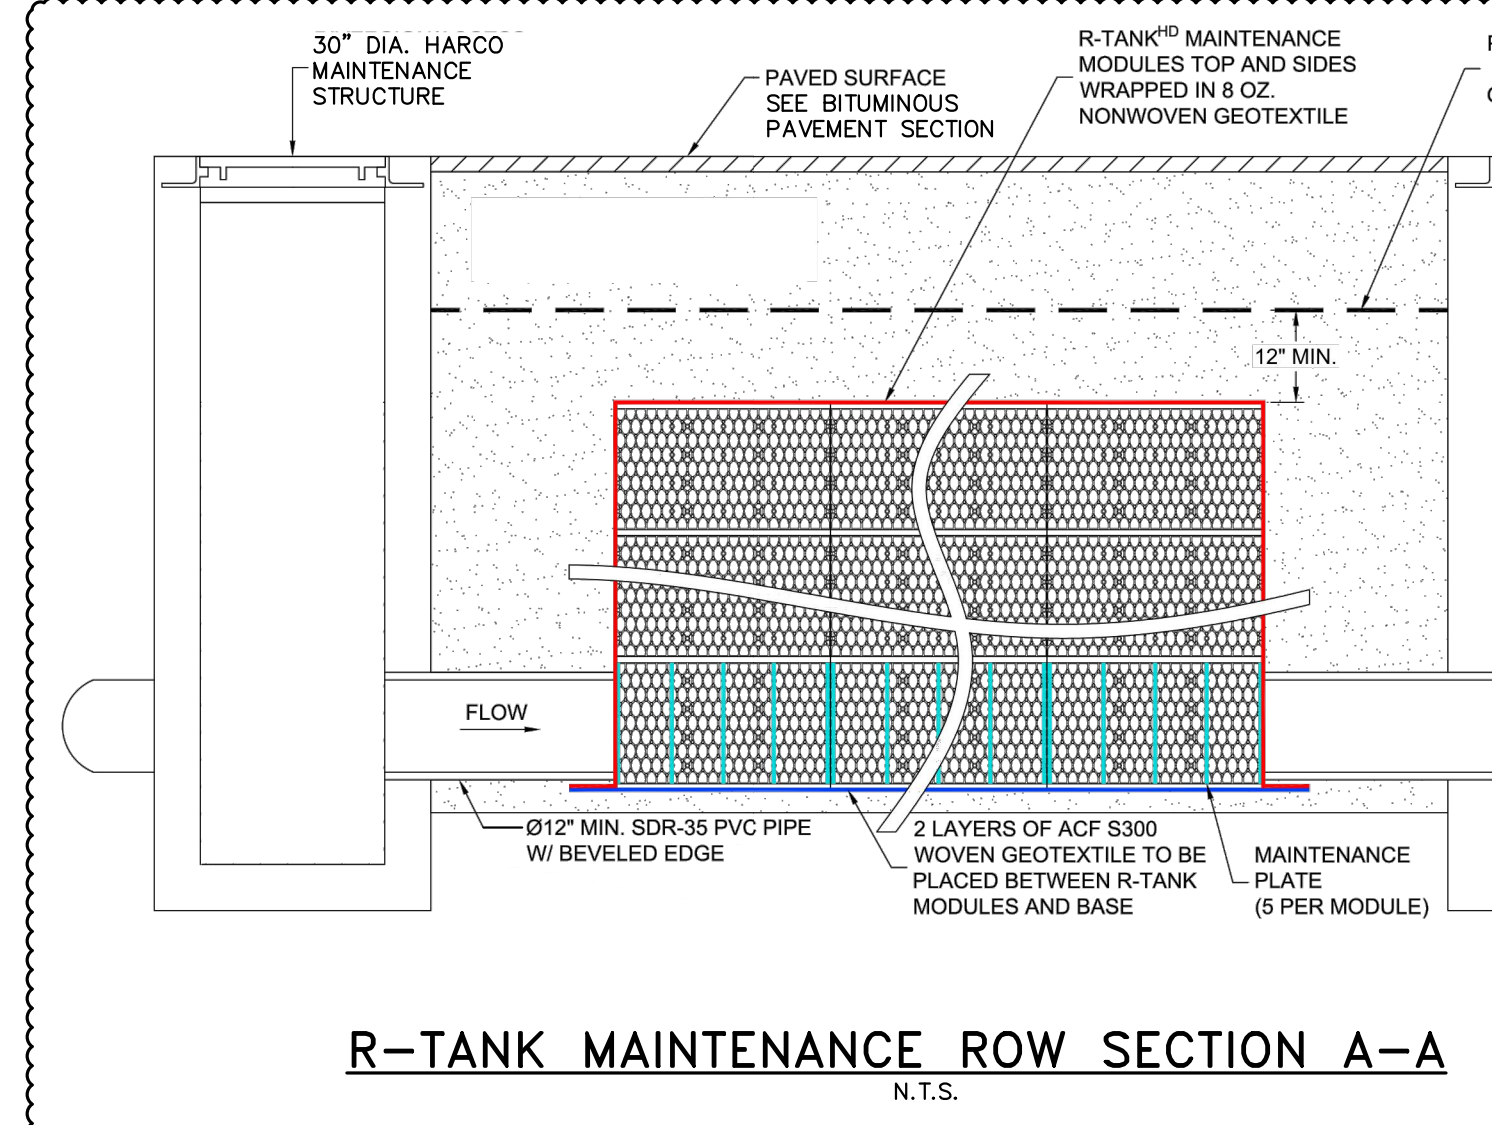 30” DIA. HARCO
MAINTENANCE
STRUCTURE
PAVED SURFACE
SEE BITUMINOUS
PAVEMENT SECTION
R-TANKHD MAINTENANCE
MODULES TOP AND SIDES
WRAPPED IN 8 OZ.
NONWOVEN GEOTEXTILE
12" MIN.
FLOW
Ø12" MIN. SDR-35 PVC PIPE
W/ BEVELED EDGE
2 LAYERS OF ACF S300
WOVEN GEOTEXTILE TO BE
PLACED BETWEEN R-TANK
MODULES AND BASE
MAINTENANCE
PLATE
(5 PER MODULE)
R-TANK MAINTENANCE ROW SECTION A-A
N.T.S.